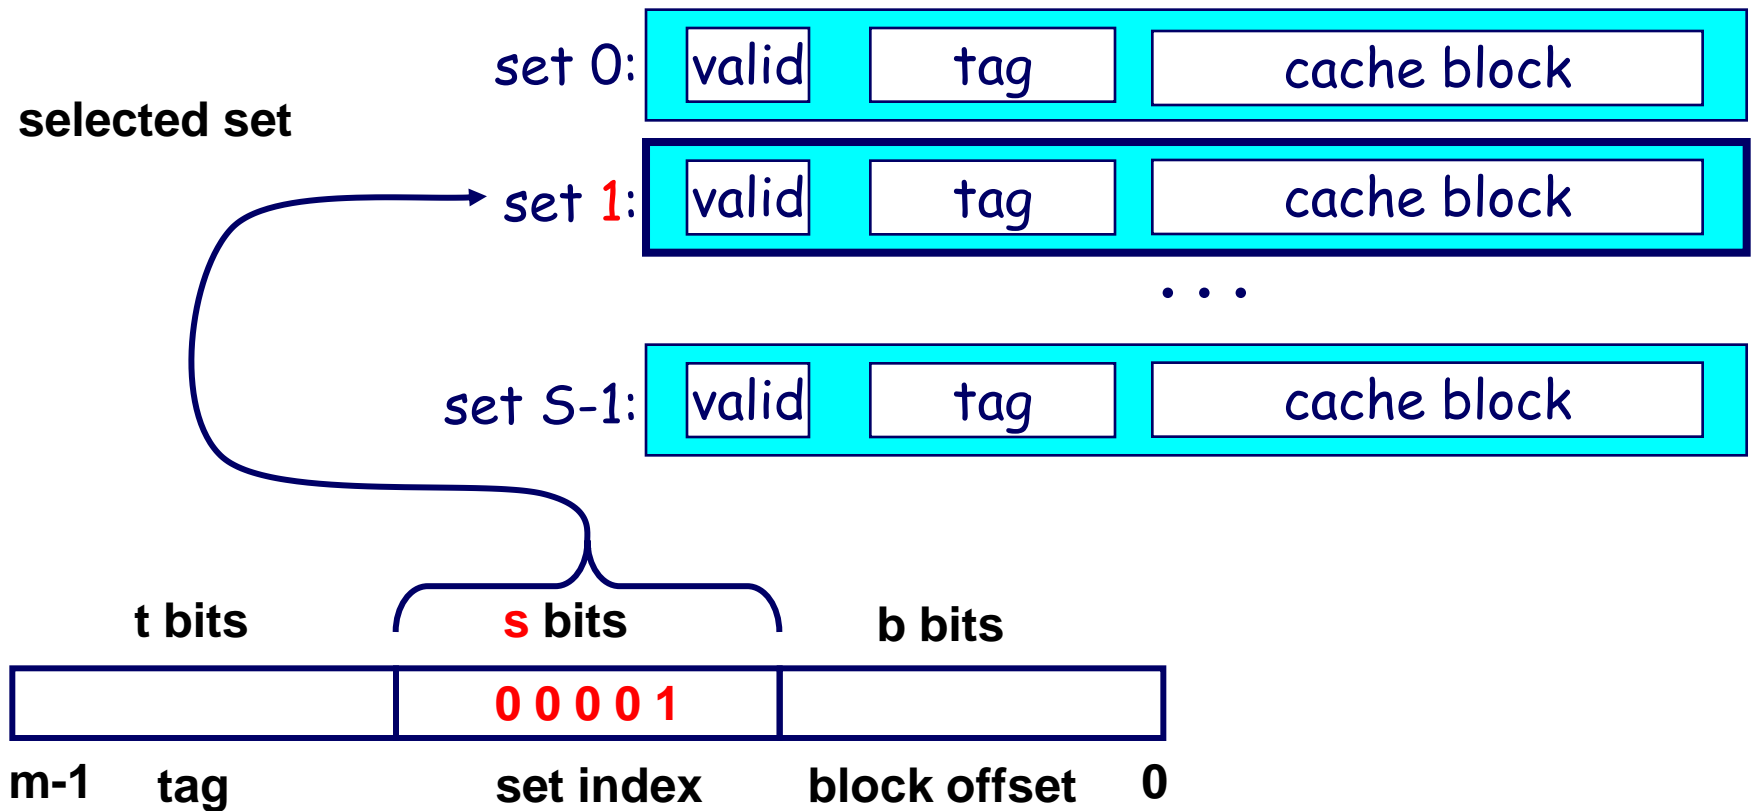 set 0: valid tag cache block
selected set
set 1: valid tag cache block
. . .
set S-1: valid tag cache block
t bits s bits b bits
0 0 0 0 1
m-1 tag set index block offset 0